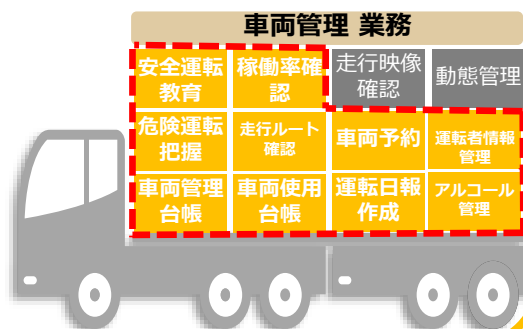 車両管理 業務
安全運転
教育
稼働率確
認
走行映像
確認
動態管理
危険運転
把握
走行ルート
確認
車両予約
運転者情報
管理
車両管理
台帳
車両使用
台帳
運転日報
作成
アルコール
管理